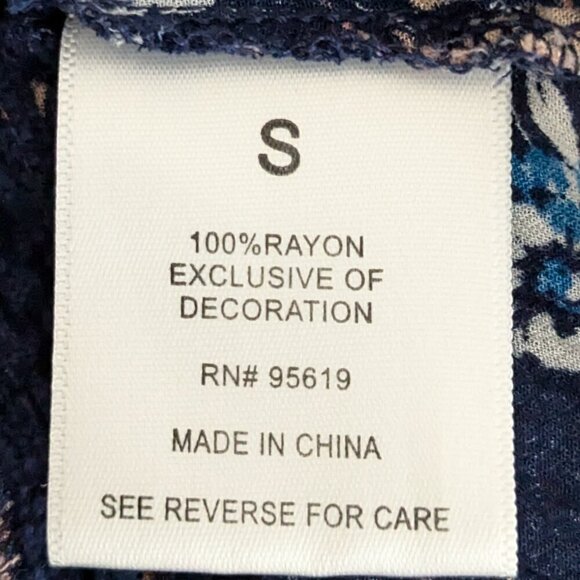 S
100%RAYON
EXCLUSIVE OF
DECORATION
RN# 95619
MADE IN CHINA
SEE REVERSE FOR CARE